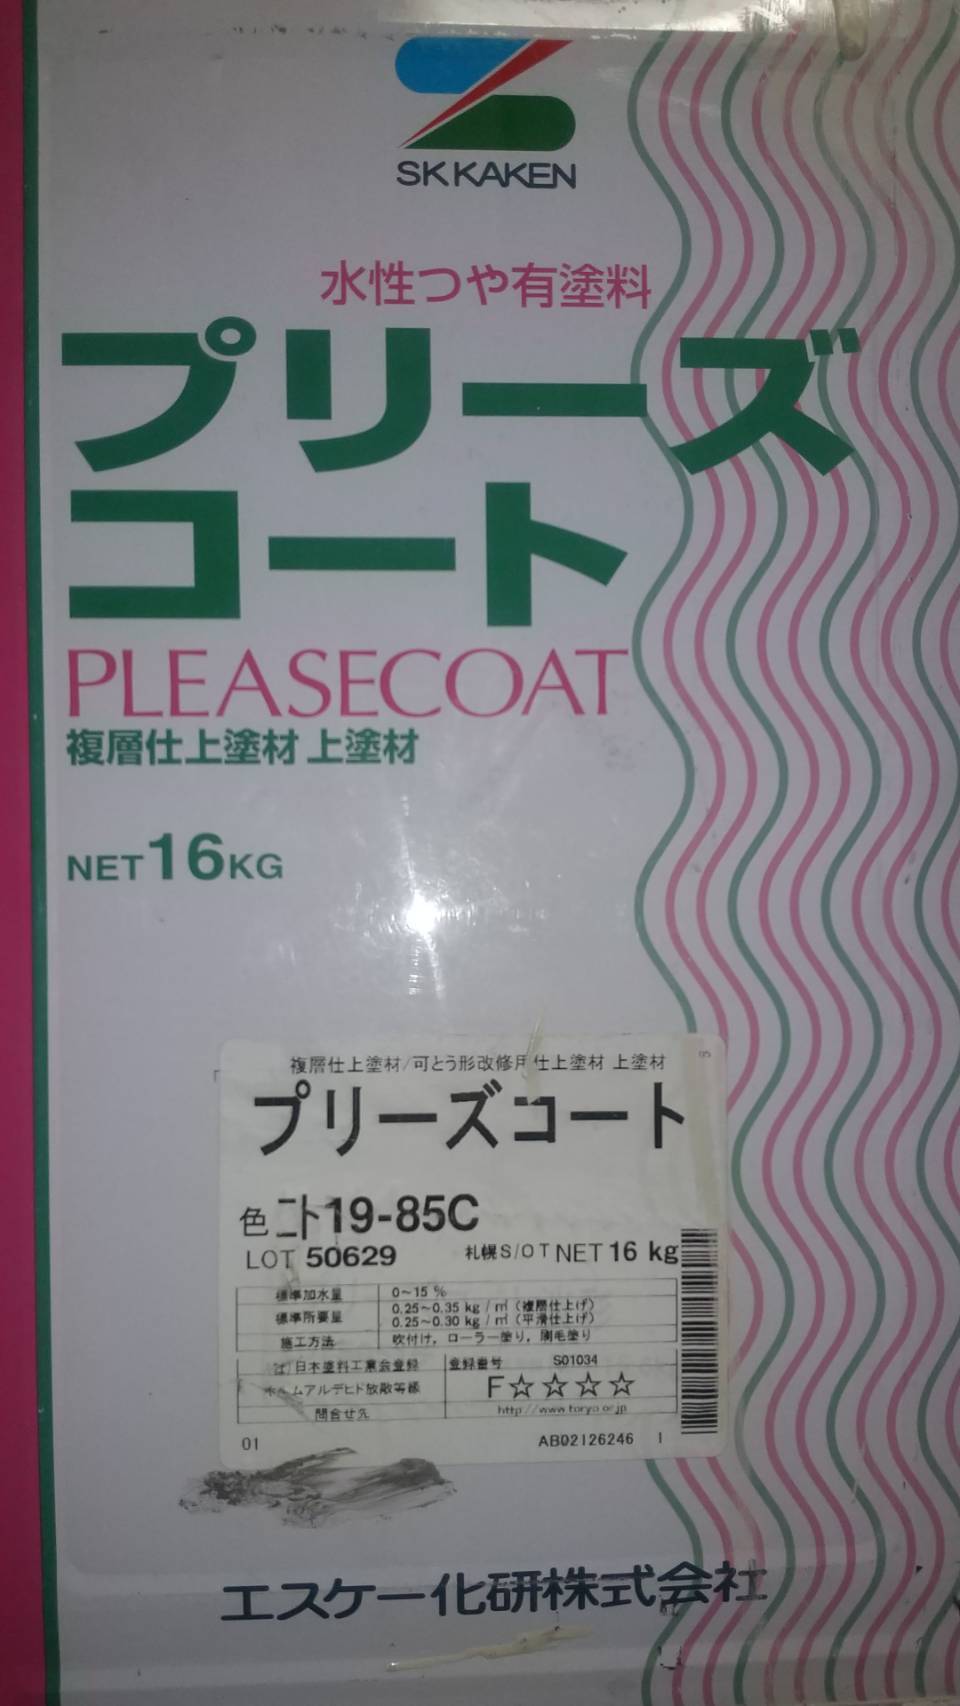 SK KAKEN
水性つや有塗料
プリーズ
コート
PLEASECOAT
複層仕上塗材 上塗材
NET 16KG
複層仕上塗材/可とう形改修用仕上塗材 上塗材
プリーズコート
色 ニト19-85C
LOT 50629 札幌S/OT NET 16 kg
標準加水量 0~15 %
標準所要量 0.25~0.35 kg / ㎡ (複層仕上げ)
0.25~0.30 kg / ㎡ (平滑仕上げ)
施工方法 吹付け, ローラー塗り, 刷毛塗り
(社)日本塗料工業会登録 登録番号 S01034
ホルムアルデヒド放散等級 F☆☆☆☆
問合せ先 http://www.toryo.or.jp
01 AB02126246 1
エスケー化研株式会社